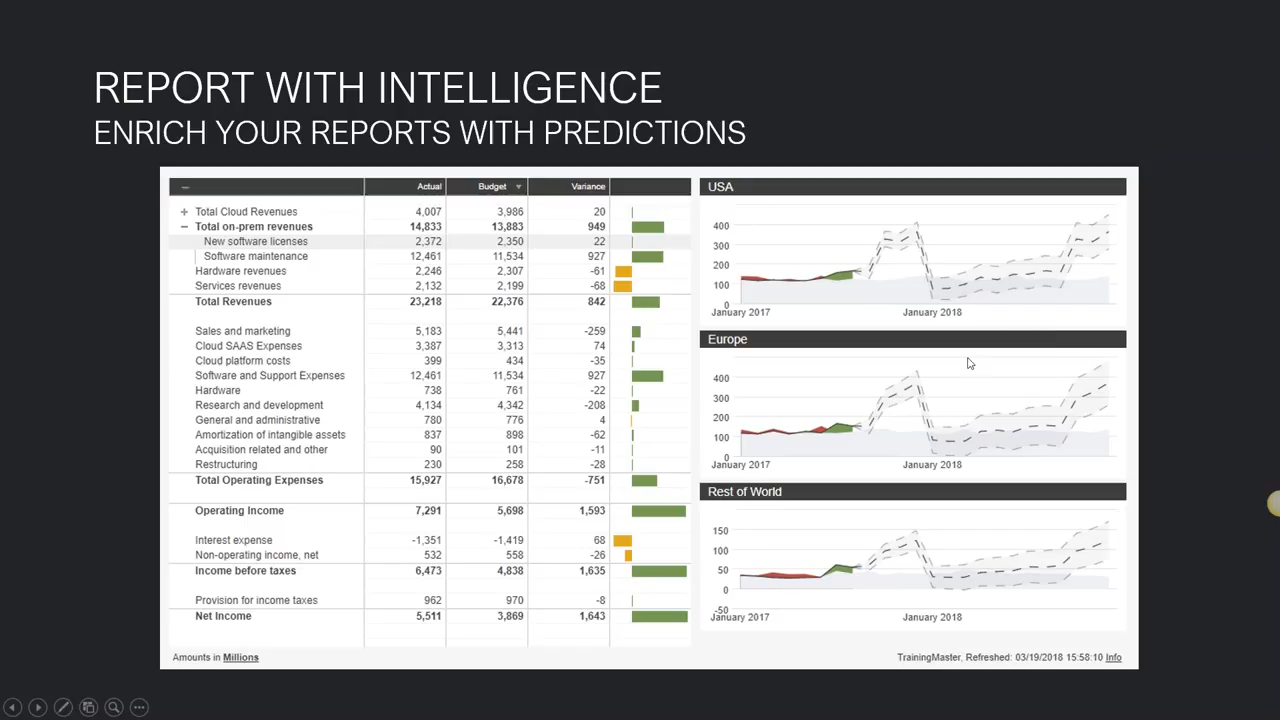 REPORT WITH INTELLIGENCE
ENRICH YOUR REPORTS WITH PREDICTIONS
Actual Budget Variance
Total Cloud Revenues 4,007 3,986 20
Total on-prem revenues 14,833 13,883 949
New software licenses 2,372 2,350 22
Software maintenance 12,461 11,534 927
Hardware revenues 2,246 2,307 -61
Services revenues 2,132 2,199 -68
Total Revenues 23,218 22,376 842
Sales and marketing 5,183 5,441 -259
Cloud SAAS Expenses 3,387 3,313 74
Cloud platform costs 399 434 -35
Software and Support Expenses 12,461 11,534 927
Hardware 738 761 -22
Research and development 4,134 4,342 -208
General and administrative 780 776 4
Amortization of intangible assets 837 898 -62
Acquisition related and other 90 101 -11
Restructuring 230 258 -28
Total Operating Expenses 15,927 16,678 -751
Operating Income 7,291 5,698 1,593
Interest expense -1,351 -1,419 68
Non-operating income, net 532 558 -26
Income before taxes 6,473 4,838 1,635
Provision for income taxes 962 970 -8
Net Income 5,511 3,869 1,643
Amounts in Millions
USA
400
300
200
100
0
January 2017 January 2018
Europe
400
300
200
100
0
January 2017 January 2018
Rest of World
150
100
50
0
-50
January 2017 January 2018
TrainingMaster, Refreshed: 03/19/2018 15:58:10 Info